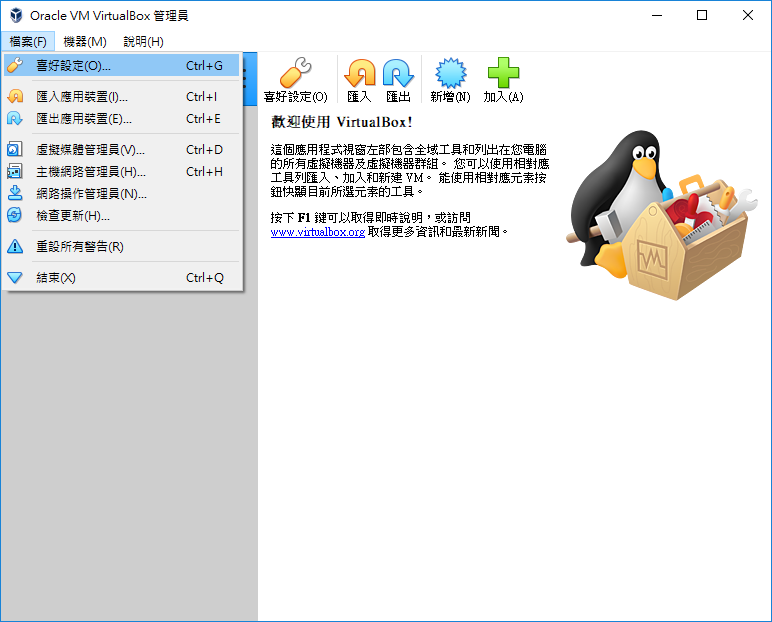 Oracle VM VirtualBox 管理員
檔案(F) 機器(M) 說明(H)
喜好設定(O)... Ctrl+G
匯入應用裝置(I)... Ctrl+I
匯出應用裝置(E)... Ctrl+E
虛擬媒體管理員(V)... Ctrl+D
主機網路管理員(H)... Ctrl+H
網路操作管理員(N)...
檢查更新(H)...
重設所有警告(R)
結束(X) Ctrl+Q
喜好設定(O) 匯入 匯出 新增(N) 加入(A)
歡迎使用 VirtualBox!
這個應用程式視窗左部包含全域工具和列出在您電腦
的所有虛擬機器及虛擬機器群組。 您可以使用相對應
工具列匯入、加入和新建 VM。 能使用相對應元素按
鈕快顯目前所選元素的工具。
按下 F1 鍵可以取得即時說明，或訪問
www.virtualbox.org 取得更多資訊和最新新聞。